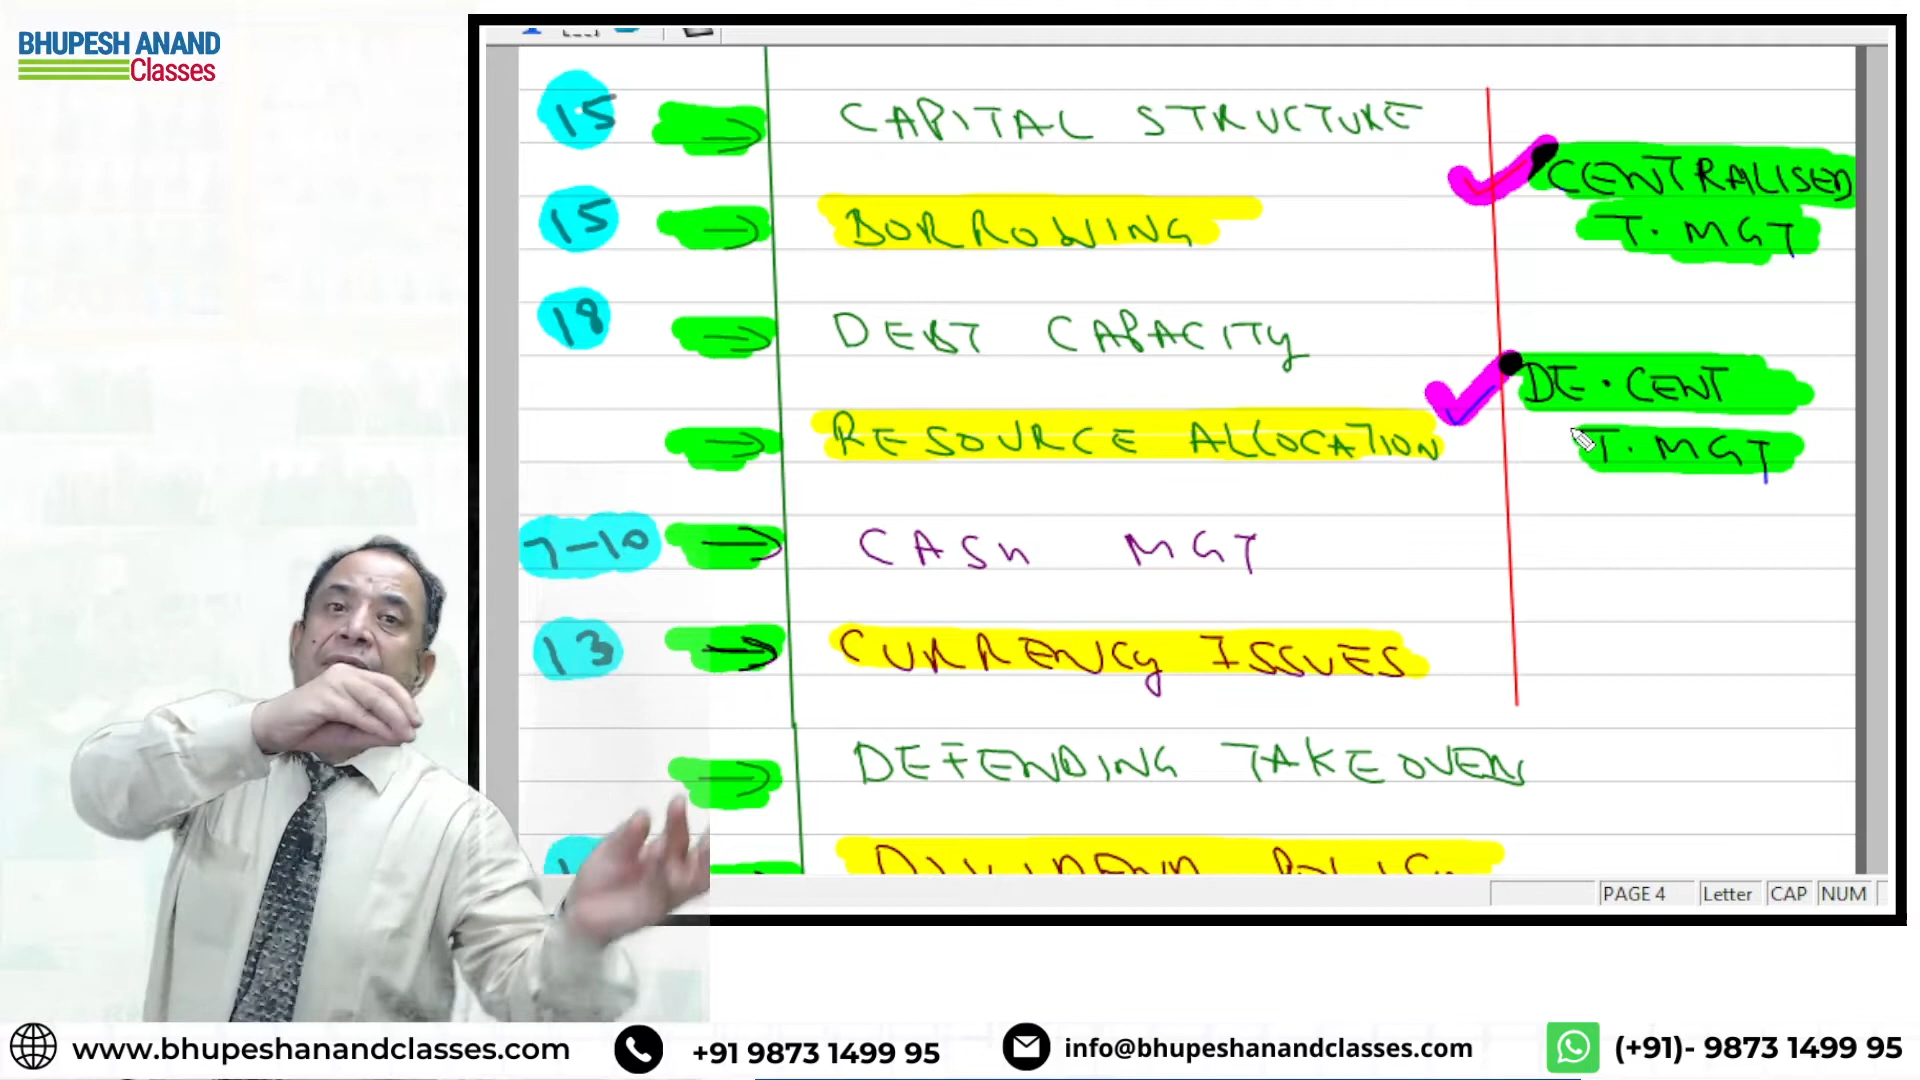 BHUPESH ANAND
Classes
15 ⇒ CAPITAL STRUCTURE
CENTRALISED
T. MGT
15 ⇒ BORROWING
18 ⇒ DEBT CAPACITY
DE. CENT
T. MGT
⇒ RESOURCE ALLOCATION
7-10 ⇒ CASH MGT
13 ⇒ CURRENCY ISSUES
⇒ DEFENDING TAKEOVER
DIVIDEND POLICY
PAGE 4 Letter CAP NUM
www.bhupeshanandclasses.com +91 9873 1499 95 info@bhupeshanandclasses.com (+91)- 9873 1499 95